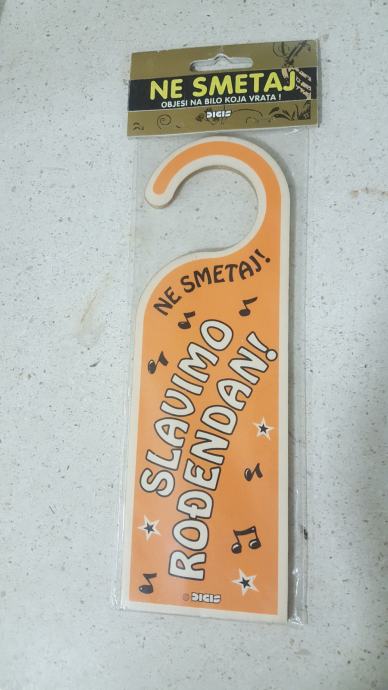 NE SMETAJ
OBJESI NA BILO KOJA VRATA !
DIGIS
NE SMETAJ!
SLAVIMO
ROĐENDAN!
DIGIS